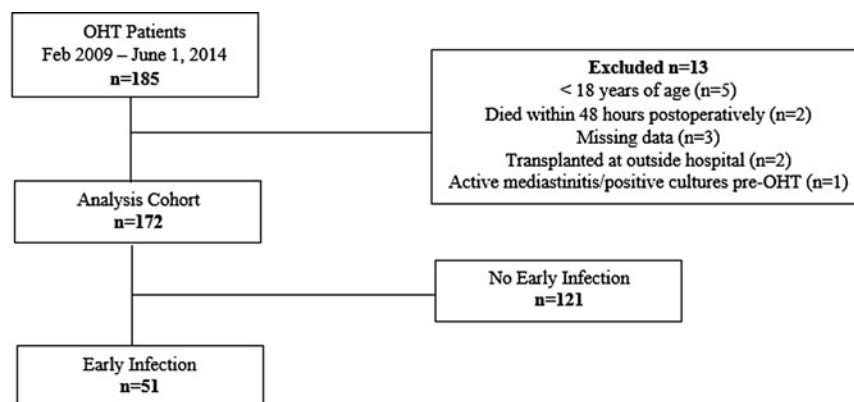 OHT Patients
Feb 2009 – June 1, 2014
n=185
Excluded n=13
< 18 years of age (n=5)
Died within 48 hours postoperatively (n=2)
Missing data (n=3)
Transplanted at outside hospital (n=2)
Active mediastinitis/positive cultures pre-OHT (n=1)
Analysis Cohort
n=172
No Early Infection
n=121
Early Infection
n=51